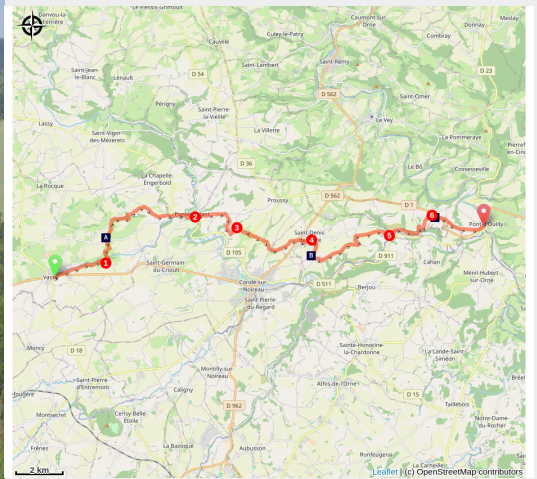 Le Plessis-Grimoult
Caumont-sur-
Orne
Meslay
Donnay
Culey-le-Patry
Combray
Cauville
Saint-Jean-
le-Blanc
Lénault
D 54
Saint-Lambert
Saint-Rémy
D 23
Périgny
Saint-Pierre-
la-Vieille
D 562
Saint-Omer
Lassy
Saint-Vigor-
des-Mézerets
La Villette
Le Vey
La Pommeraye
D 36
D 562
La Chapelle
Engerbold
Le Bô
Cossesseville
La Rocque
Proussy
D 562
D 1
2
6
3
Pont-d'Ouilly
A
Saint-Denis-
4
5
1
D 105
B
D 911
Saint-Germain
du-Crioult
Cahan
Vassy
Condé-sur-
Noireau
D 511
Berjou
Ménil-Hubert-
sur-Orne
Saint-Pierre-
du-Regard
Moncy
D 18
Sainte-Honorine-
la-Chardonne
La Lande-Saint-
Siméon
Montilly-sur-
Noireau
Saint-Pierre-
d'Entremont
Athis-de-l'Orne
Caligny
D 15
Montsecret
Cerisy-Belle-
Étoile
D 962
Taillebois
Notre-Dame-
du-Rocher
Frênes
La Bazoque
Aubusson
Ronfeugerai
La Carneille
2 km
Leaflet | (c) OpenStreetMap contributors